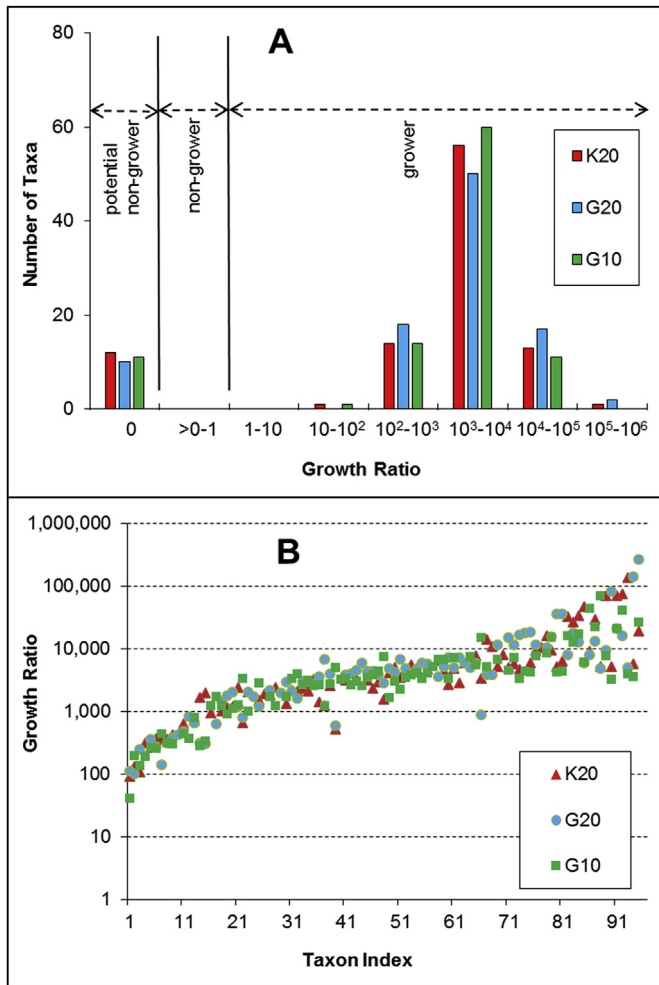 A
80
60
40
20
0
Number of Taxa
potential
non-grower
non-grower
grower
K20
G20
G10
0 >0-1 1-10 10-10² 10²-10³ 10³-10⁴ 10⁴-10⁵ 10⁵-10⁶
Growth Ratio
B
1,000,000
100,000
10,000
1,000
100
10
1
Growth Ratio
K20
G20
G10
1 11 21 31 41 51 61 71 81 91
Taxon Index